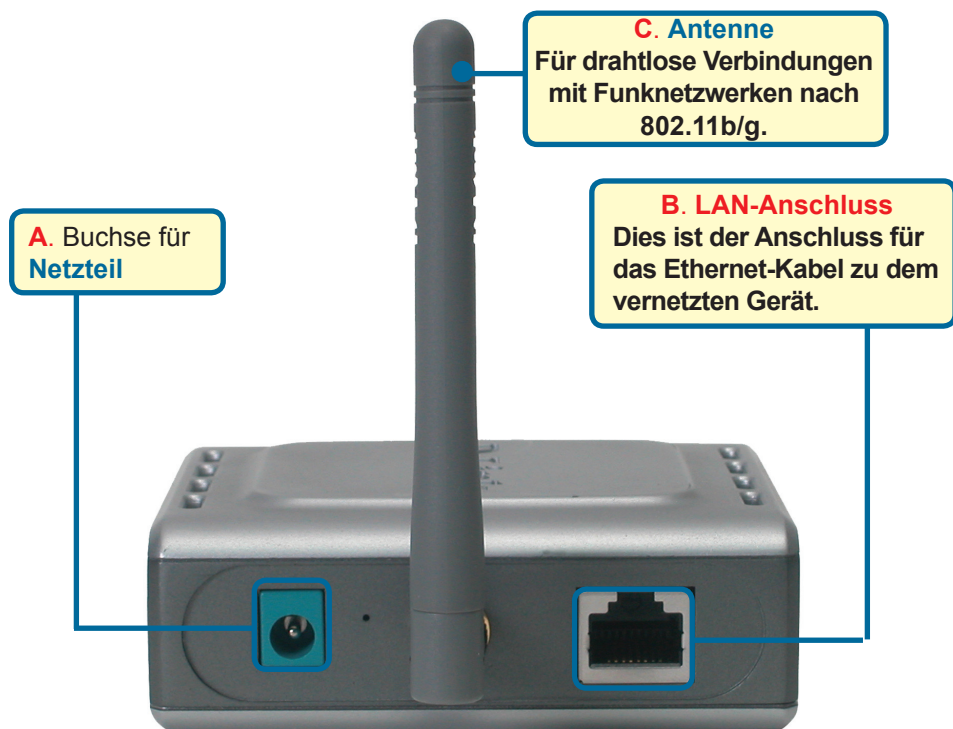 C. Antenne
Für drahtlose Verbindungen
mit Funknetzwerken nach
802.11b/g.
A. Buchse für
Netzteil
B. LAN-Anschluss
Dies ist der Anschluss für
das Ethernet-Kabel zu dem
vernetzten Gerät.